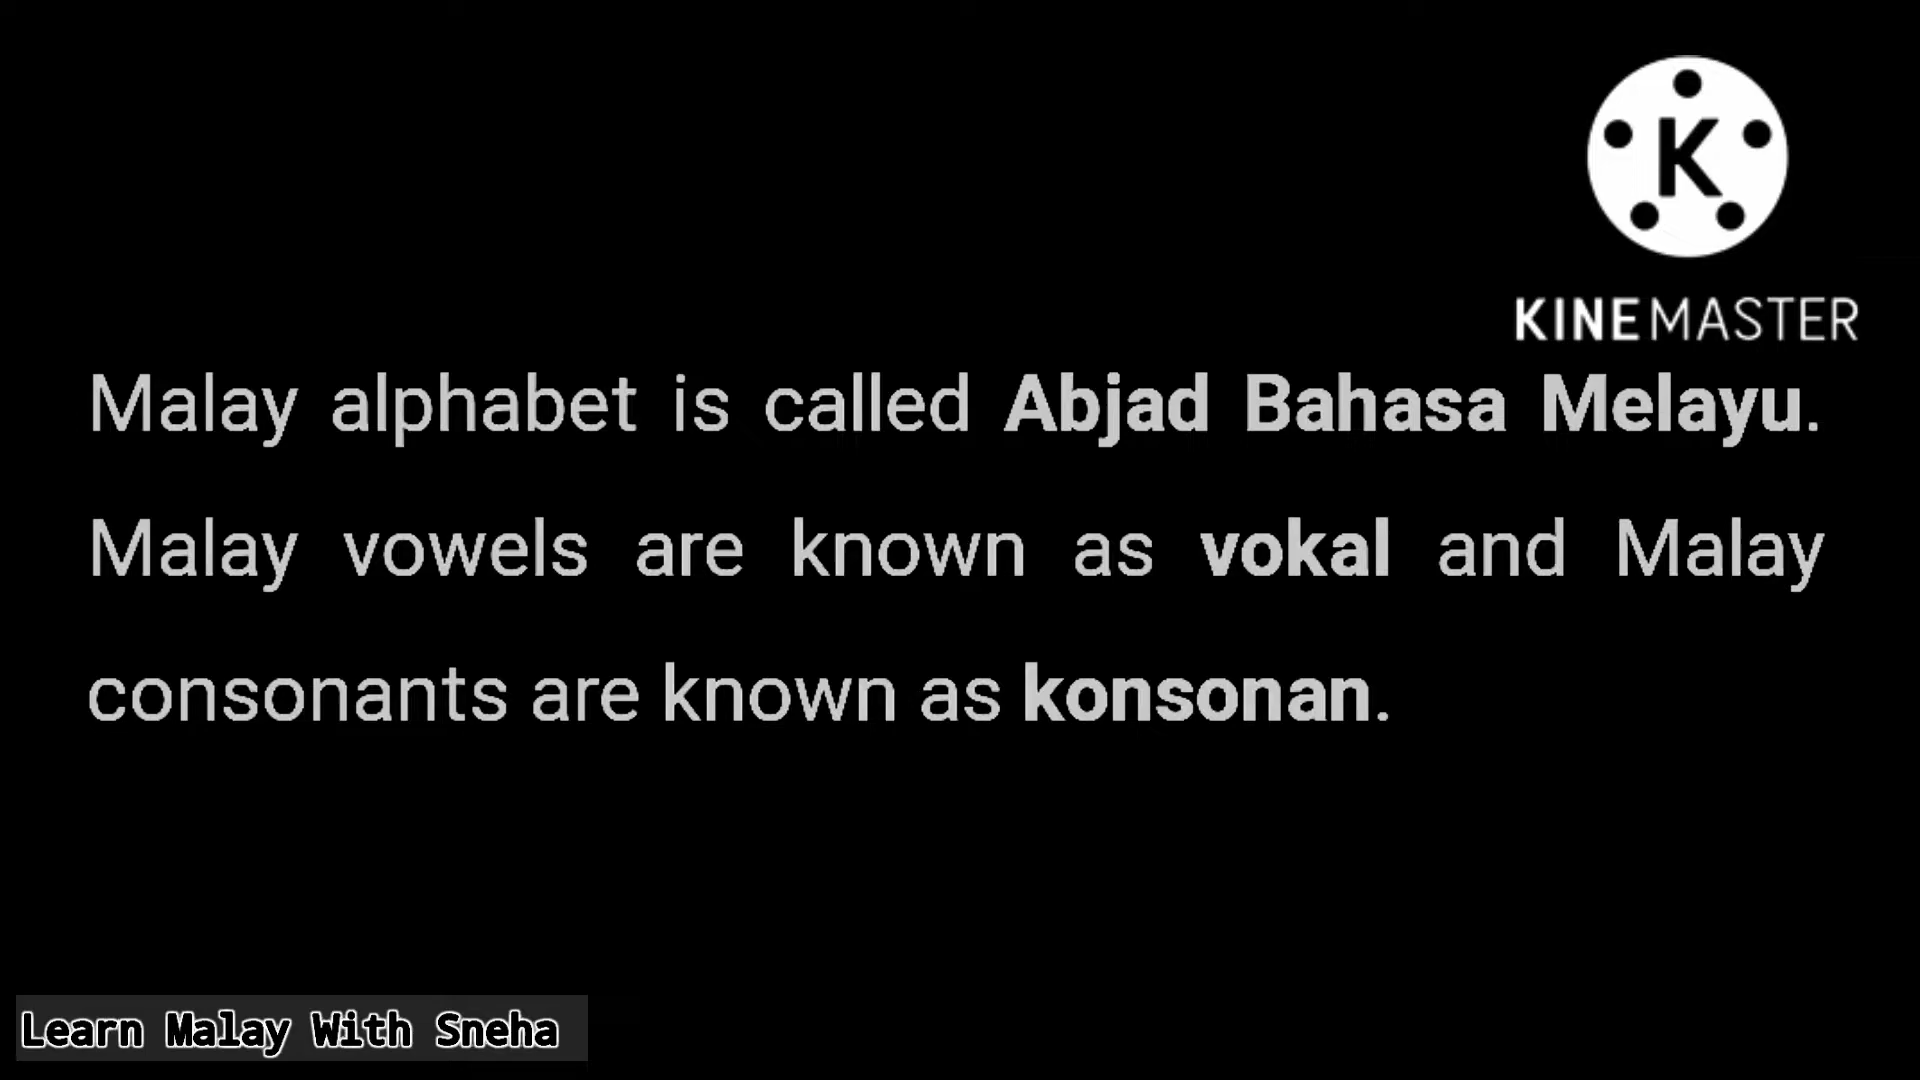 K
KINEMASTER
Malay alphabet is called Abjad Bahasa Melayu.
Malay vowels are known as vokal and Malay
consonants are known as konsonan.
Learn Malay With Sneha